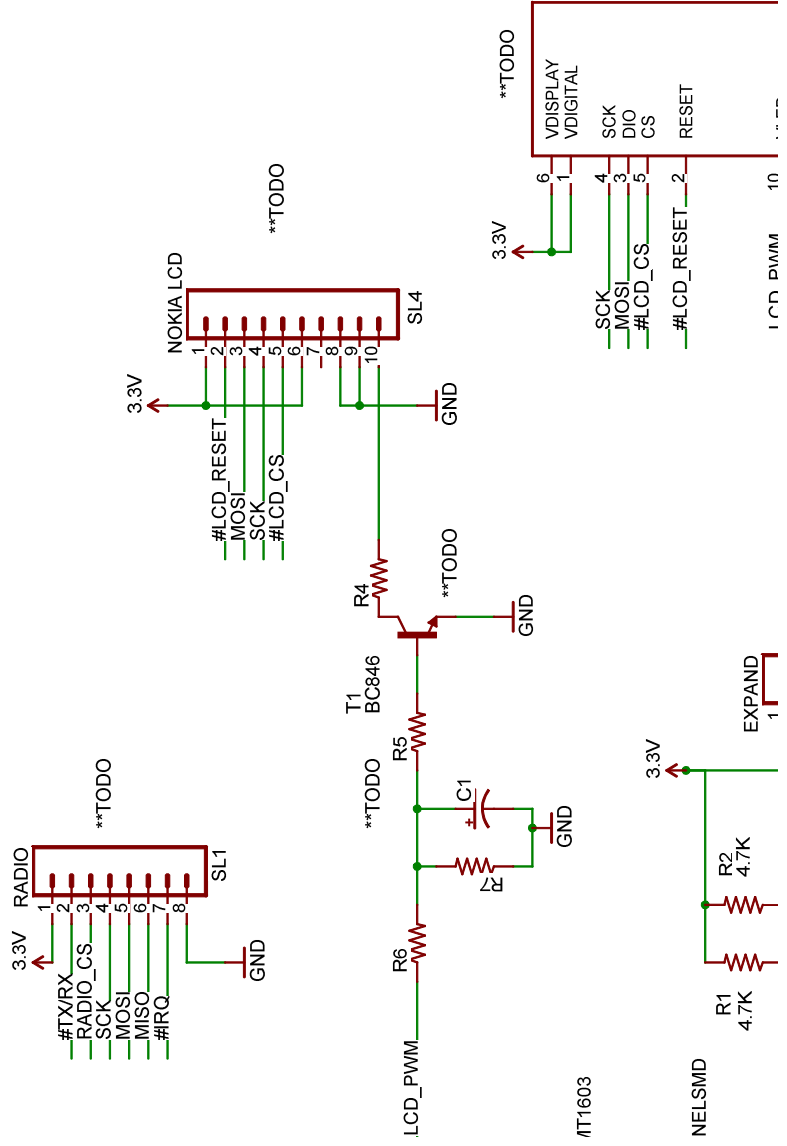 **TODO
VDISPLAY
VDIGITAL
SCK
DIO
CS
RESET
6
1
4
3
5
2
10
3.3V
SCK
MOSI
#LCD_CS
#LCD_RESET
LCD_PWM
**TODO
NOKIA LCD
SL4
1
2
3
4
5
6
7
8
9
10
3.3V
GND
#LCD_RESET
MOSI
SCK
#LCD_CS
R4
**TODO
GND
T1
BC846
R5
**TODO
C1
+
GND
R7
R6
LCD_PWM
RADIO
**TODO
SL1
1
2
3
4
5
6
7
8
3.3V
GND
#TX/RX
RADIO_CS
SCK
MOSI
MISO
#IRQ
EXPAND
1
3.3V
R2
4.7K
R1
4.7K
MT1603
NELSMD